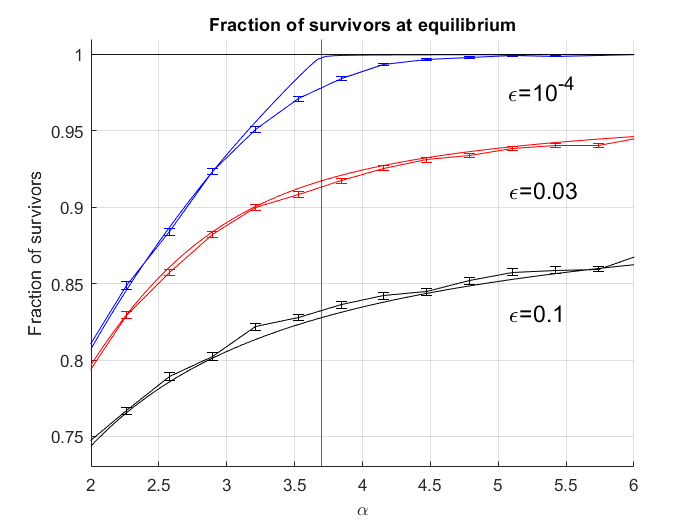 Fraction of survivors at equilibrium
Fraction of survivors
1
0.95
0.9
0.85
0.8
0.75
ϵ=10⁻⁴
ϵ=0.03
ϵ=0.1
2 2.5 3 3.5 4 4.5 5 5.5 6
α